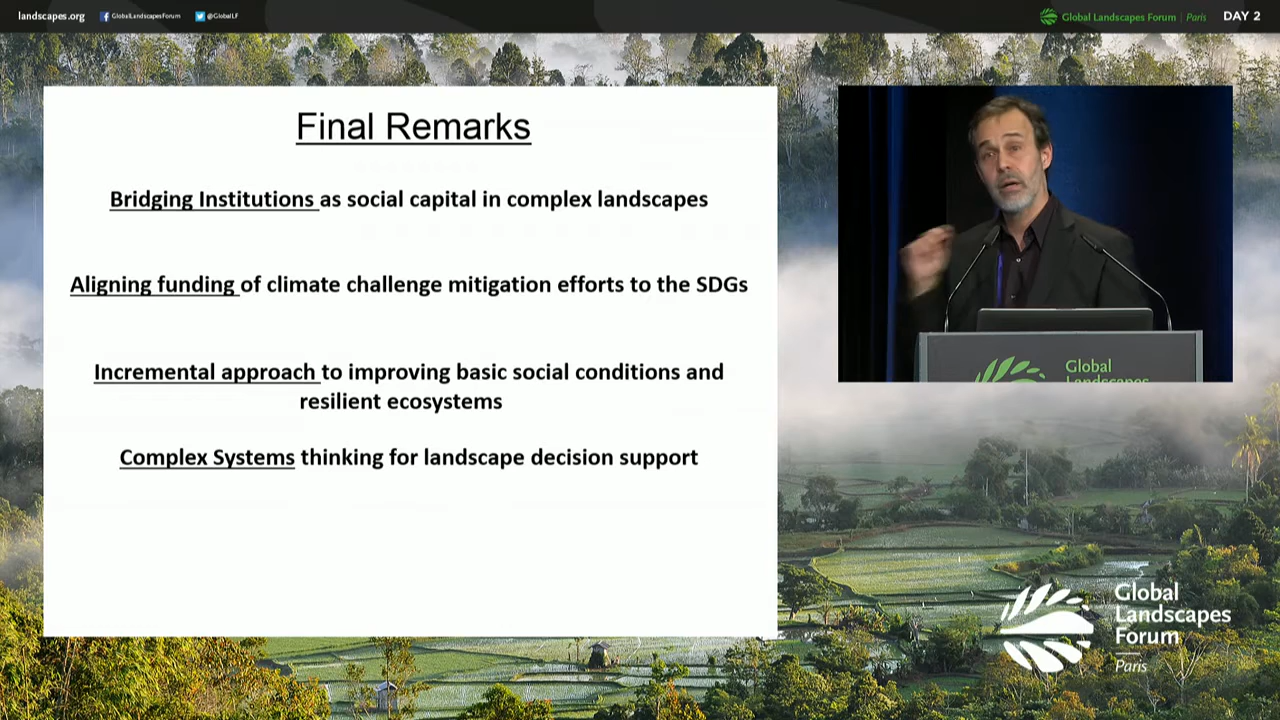 landscapes.org
GlobalLandscapesForum
@GlobalLF
Global Landscapes Forum | Paris
DAY 2
Final Remarks
Bridging Institutions as social capital in complex landscapes
Aligning funding of climate challenge mitigation efforts to the SDGs
Incremental approach to improving basic social conditions and
resilient ecosystems
Complex Systems thinking for landscape decision support
Global
Landscapes
Global
Landscapes
Forum
Paris